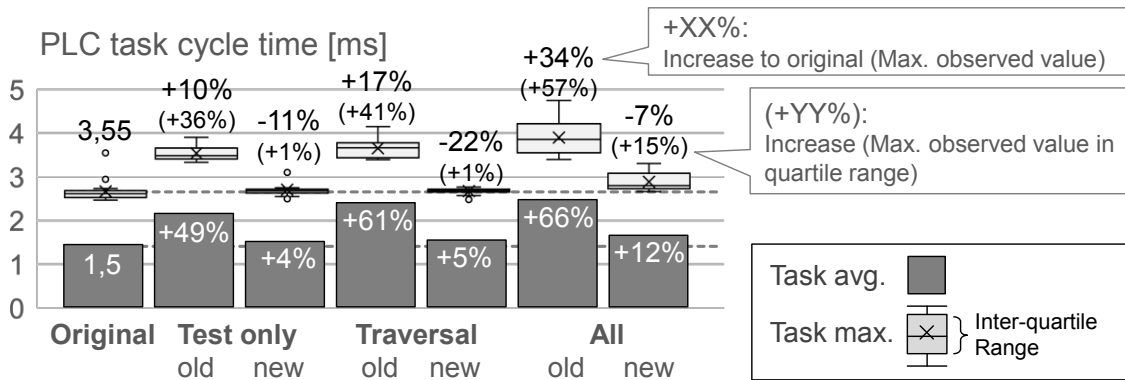 PLC task cycle time [ms]
+XX%:
Increase to original (Max. observed value)
(+YY%):
Increase (Max. observed value in
quartile range)
5
4
3
2
1
0
3,55
+10%
(+36%)
-11%
(+1%)
+17%
(+41%)
-22%
(+1%)
+34%
(+57%)
-7%
(+15%)
1,5
+49%
+4%
+61%
+5%
+66%
+12%
Original
Test only
Traversal
All
old
new
old
new
old
new
Task avg.
Task max.
Inter-quartile
Range